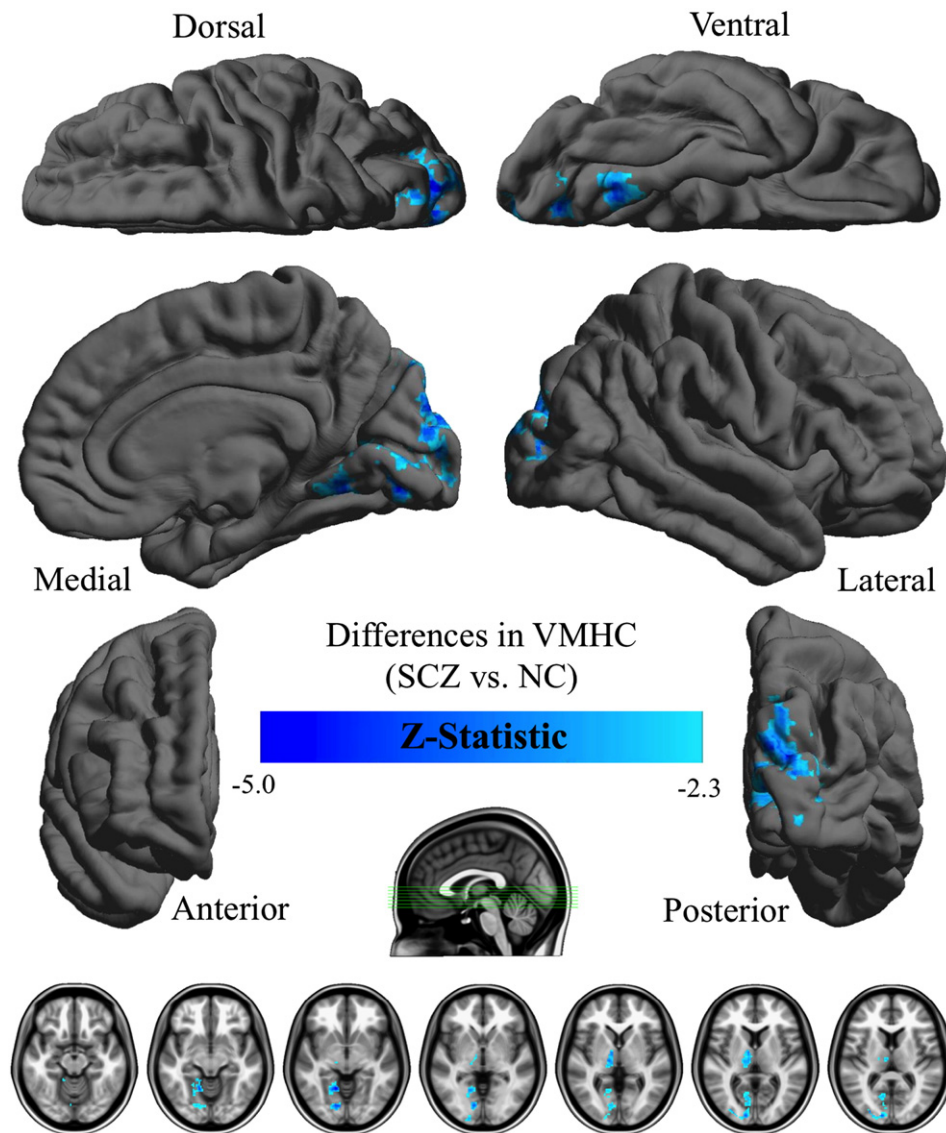 Dorsal
Ventral
Medial
Lateral
Differences in VMHC
(SCZ vs. NC)
Z-Statistic
-5.0
-2.3
Anterior
Posterior